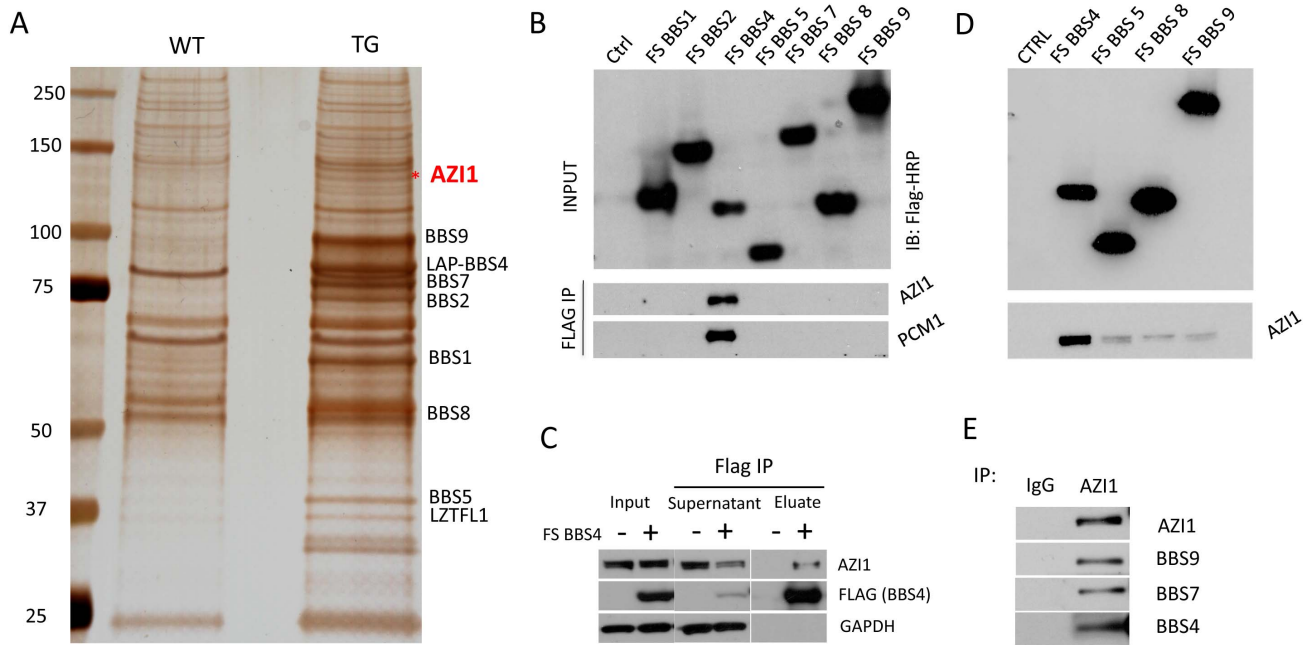 A
WT
TG
250
150
100
75
50
37
25
* AZI1
BBS9
LAP-BBS4
BBS7
BBS2
BBS1
BBS8
BBS5
LZTFL1
B
Ctrl
FS BBS1
FS BBS2
FS BBS4
FS BBS 5
FS BBS 7
FS BBS 8
FS BBS 9
INPUT
IB: Flag-HRP
FLAG IP
AZI1
PCM1
C
Flag IP
Input Supernatant Eluate
FS BBS4 - + - + - +
AZI1
FLAG (BBS4)
GAPDH
D
CTRL
FS BBS4
FS BBS 5
FS BBS 8
FS BBS 9
AZI1
E
IP: IgG AZI1
AZI1
BBS9
BBS7
BBS4